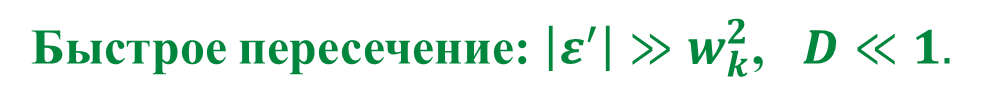 Быстрое пересечение: |ε′| ≫ w_k^2, D ≪ 1.